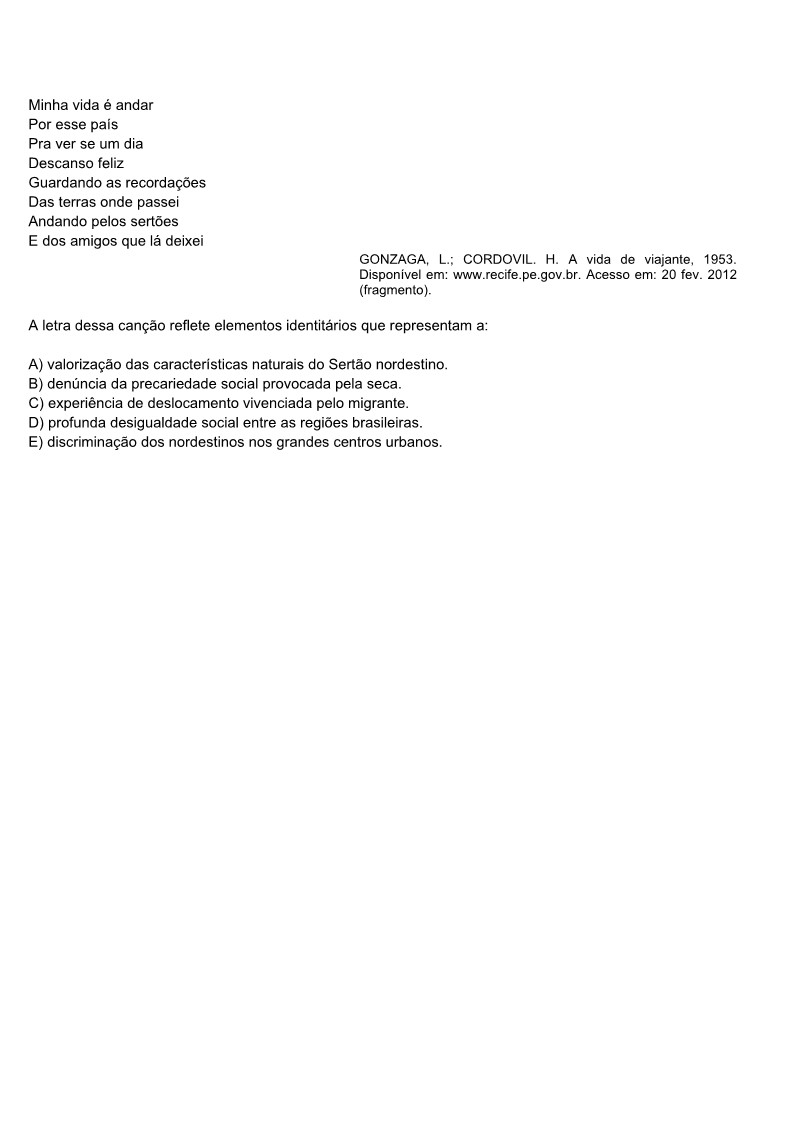 Minha vida é andar
Por esse país
Pra ver se um dia
Descanso feliz
Guardando as recordações
Das terras onde passei
Andando pelos sertões
E dos amigos que lá deixei
GONZAGA, L.; CORDOVIL. H. A vida de viajante, 1953.
Disponível em: www.recife.pe.gov.br. Acesso em: 20 fev. 2012
(fragmento).
A letra dessa canção reflete elementos identitários que representam a:
A) valorização das características naturais do Sertão nordestino.
B) denúncia da precariedade social provocada pela seca.
C) experiência de deslocamento vivenciada pelo migrante.
D) profunda desigualdade social entre as regiões brasileiras.
E) discriminação dos nordestinos nos grandes centros urbanos.